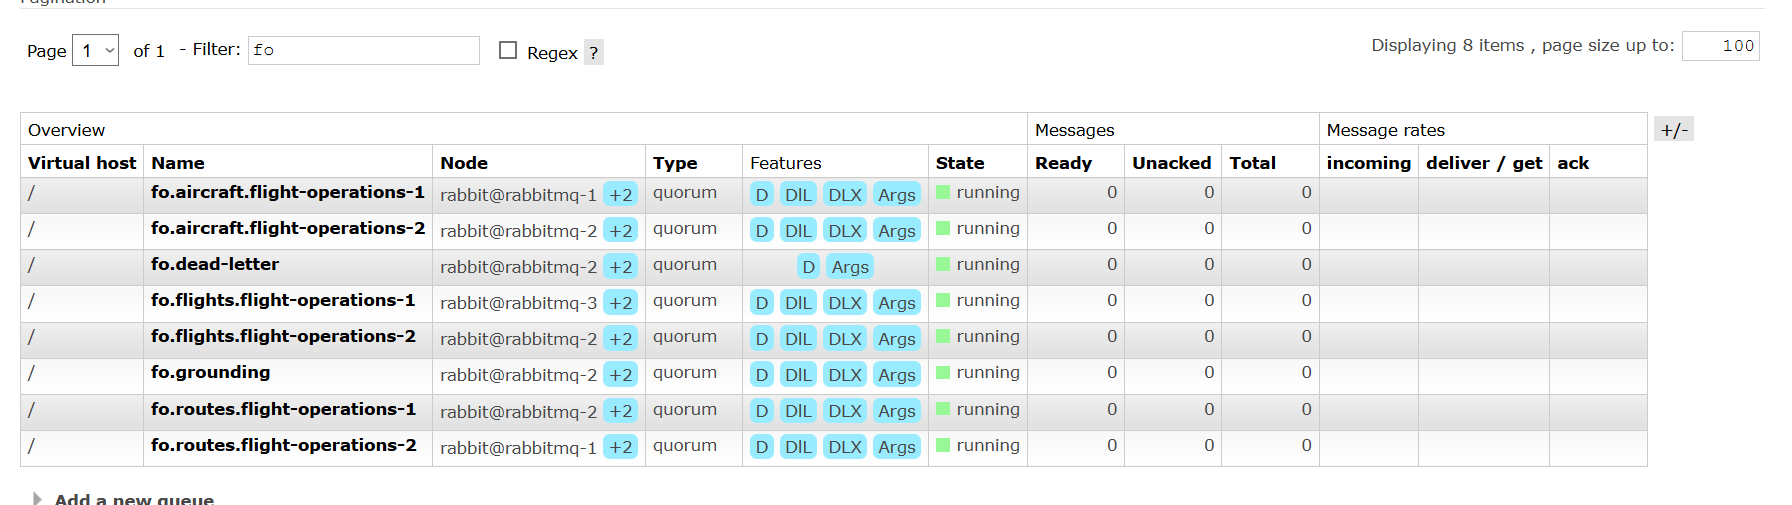 Pagination
Page 1 of 1 - Filter: fo Regex ? Displaying 8 items , page size up to: 100
Overview Messages Message rates +/-
Virtual host Name Node Type Features State Ready Unacked Total incoming deliver / get ack
/ fo.aircraft.flight-operations-1 rabbit@rabbitmq-1 +2 quorum D DlL DLX Args running 0 0 0
/ fo.aircraft.flight-operations-2 rabbit@rabbitmq-2 +2 quorum D DlL DLX Args running 0 0 0
/ fo.dead-letter rabbit@rabbitmq-2 +2 quorum D Args running 0 0 0
/ fo.flights.flight-operations-1 rabbit@rabbitmq-3 +2 quorum D DlL DLX Args running 0 0 0
/ fo.flights.flight-operations-2 rabbit@rabbitmq-2 +2 quorum D DlL DLX Args running 0 0 0
/ fo.grounding rabbit@rabbitmq-2 +2 quorum D DlL DLX Args running 0 0 0
/ fo.routes.flight-operations-1 rabbit@rabbitmq-2 +2 quorum D DlL DLX Args running 0 0 0
/ fo.routes.flight-operations-2 rabbit@rabbitmq-1 +2 quorum D DlL DLX Args running 0 0 0
Add a new queue